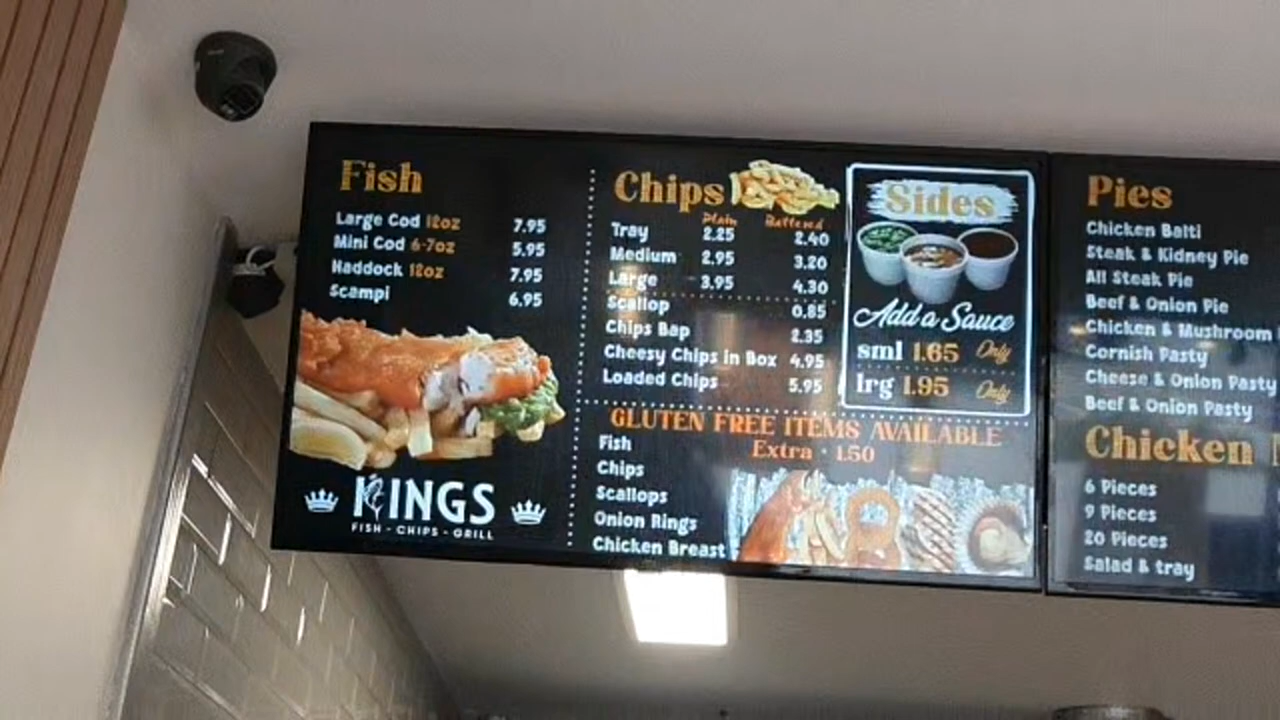 Fish
Large Cod 12oz 7.95
Mini Cod 6-7oz 5.95
Haddock 12oz 7.95
Scampi 6.95
KINGS
FISH - CHIPS - GRILL
Chips
Plain Battered
Tray 2.25 2.40
Medium 2.95 3.20
Large 3.95 4.30
Scallop 0.85
Chips Bap 2.35
Cheesy Chips in Box 4.95
Loaded Chips 5.95
Sides
Add a Sauce
sml 1.65 Only
lrg 1.95 Only
GLUTEN FREE ITEMS AVAILABLE
Extra · 1.50
Fish
Chips
Scallops
Onion Rings
Chicken Breast
Pies
Chicken Balti
Steak & Kidney Pie
All Steak Pie
Beef & Onion Pie
Chicken & Mushroom
Cornish Pasty
Cheese & Onion Pasty
Beef & Onion Pasty
Chicken
6 Pieces
9 Pieces
20 Pieces
Salad & tray